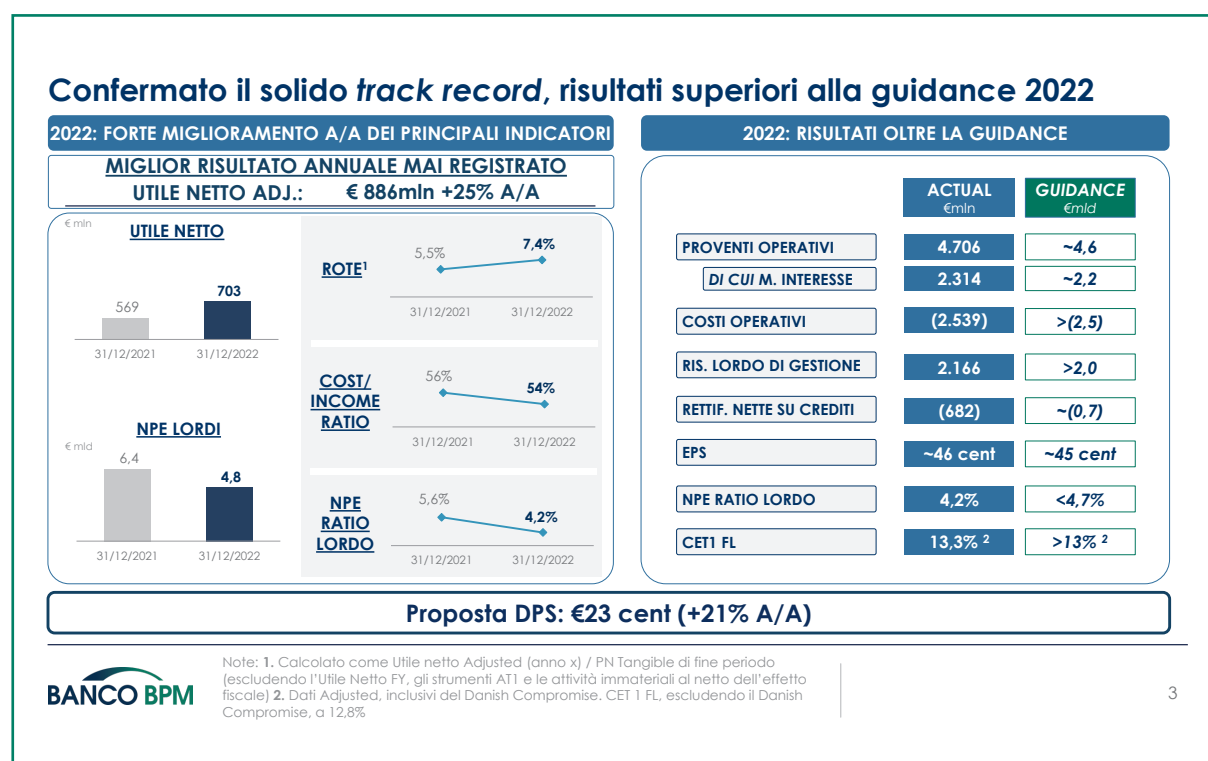 Confermato il solido track record, risultati superiori alla guidance 2022
2022: FORTE MIGLIORAMENTO A/A DEI PRINCIPALI INDICATORI
MIGLIOR RISULTATO ANNUALE MAI REGISTRATO
UTILE NETTO ADJ.: € 886mln +25% A/A
€ mln
UTILE NETTO
569
703
31/12/2021 31/12/2022
NPE LORDI
€ mld
6,4
4,8
31/12/2021 31/12/2022
ROTE¹
5,5%
7,4%
31/12/2021 31/12/2022
COST/
INCOME
RATIO
56%
54%
31/12/2021 31/12/2022
NPE
RATIO
LORDO
5,6%
4,2%
31/12/2021 31/12/2022
2022: RISULTATI OLTRE LA GUIDANCE
ACTUAL GUIDANCE
€mln €mld
PROVENTI OPERATIVI 4.706 ~4,6
DI CUI M. INTERESSE 2.314 ~2,2
COSTI OPERATIVI (2.539) >(2,5)
RIS. LORDO DI GESTIONE 2.166 >2,0
RETTIF. NETTE SU CREDITI (682) ~(0,7)
EPS ~46 cent ~45 cent
NPE RATIO LORDO 4,2% <4,7%
CET1 FL 13,3% ² >13% ²
Proposta DPS: €23 cent (+21% A/A)
BANCO BPM
Note: 1. Calcolato come Utile netto Adjusted (anno x) / PN Tangible di fine periodo
(escludendo l'Utile Netto FY, gli strumenti AT1 e le attività immateriali al netto dell'effetto
fiscale) 2. Dati Adjusted, inclusivi del Danish Compromise. CET 1 FL, escludendo il Danish
Compromise, a 12,8%
3